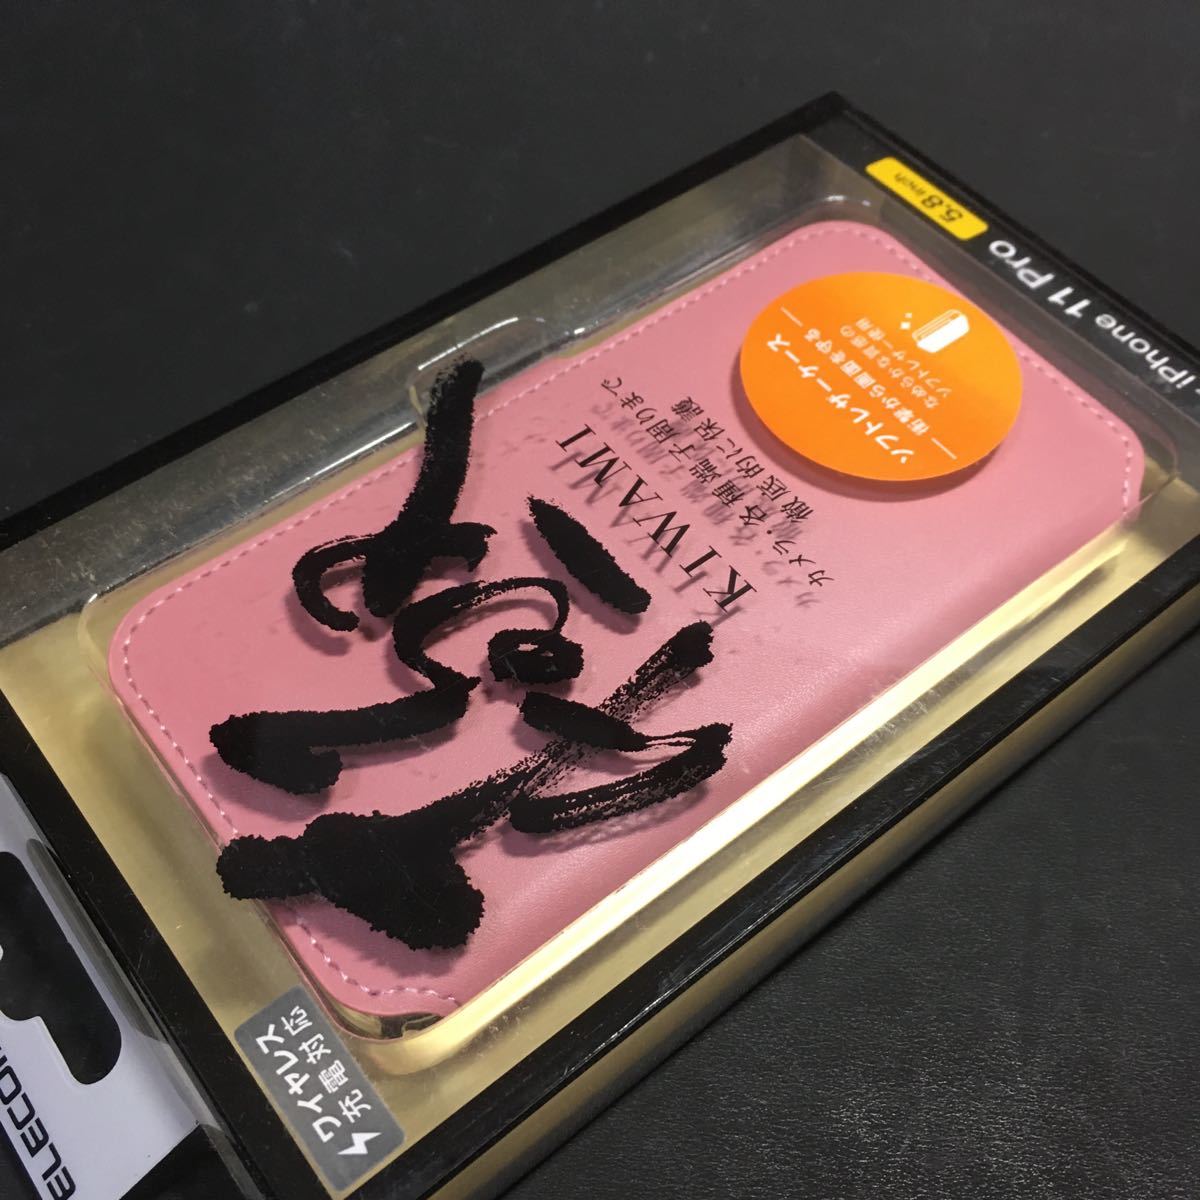 iPhone 11 Pro
5.8 inch
ソフトレザーケース
衝撃から画面を守る
なめらかな質感の
ソフトレザー使用
極
KIWAMI
カメラ、各種端子周りまで
徹底的に保護
ワイヤレス
充電対応
ELECOM